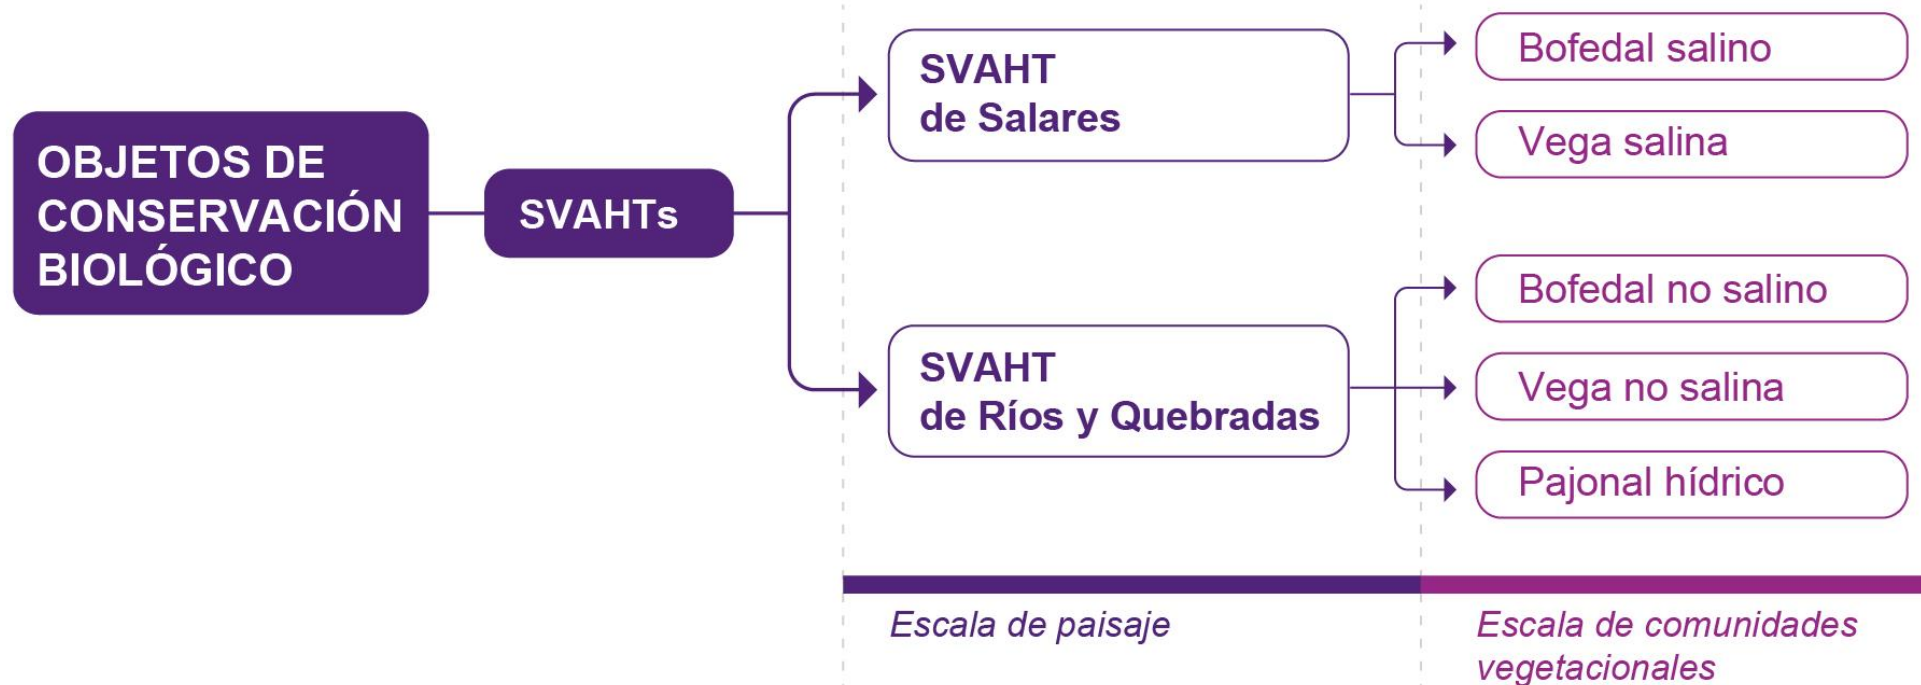 OBJETOS DE
CONSERVACIÓN
BIOLÓGICO
SVAHTs
SVAHT
de Salares
Bofedal salino
Vega salina
SVAHT
de Ríos y Quebradas
Bofedal no salino
Vega no salina
Pajonal hídrico
Escala de paisaje
Escala de comunidades
vegetacionales